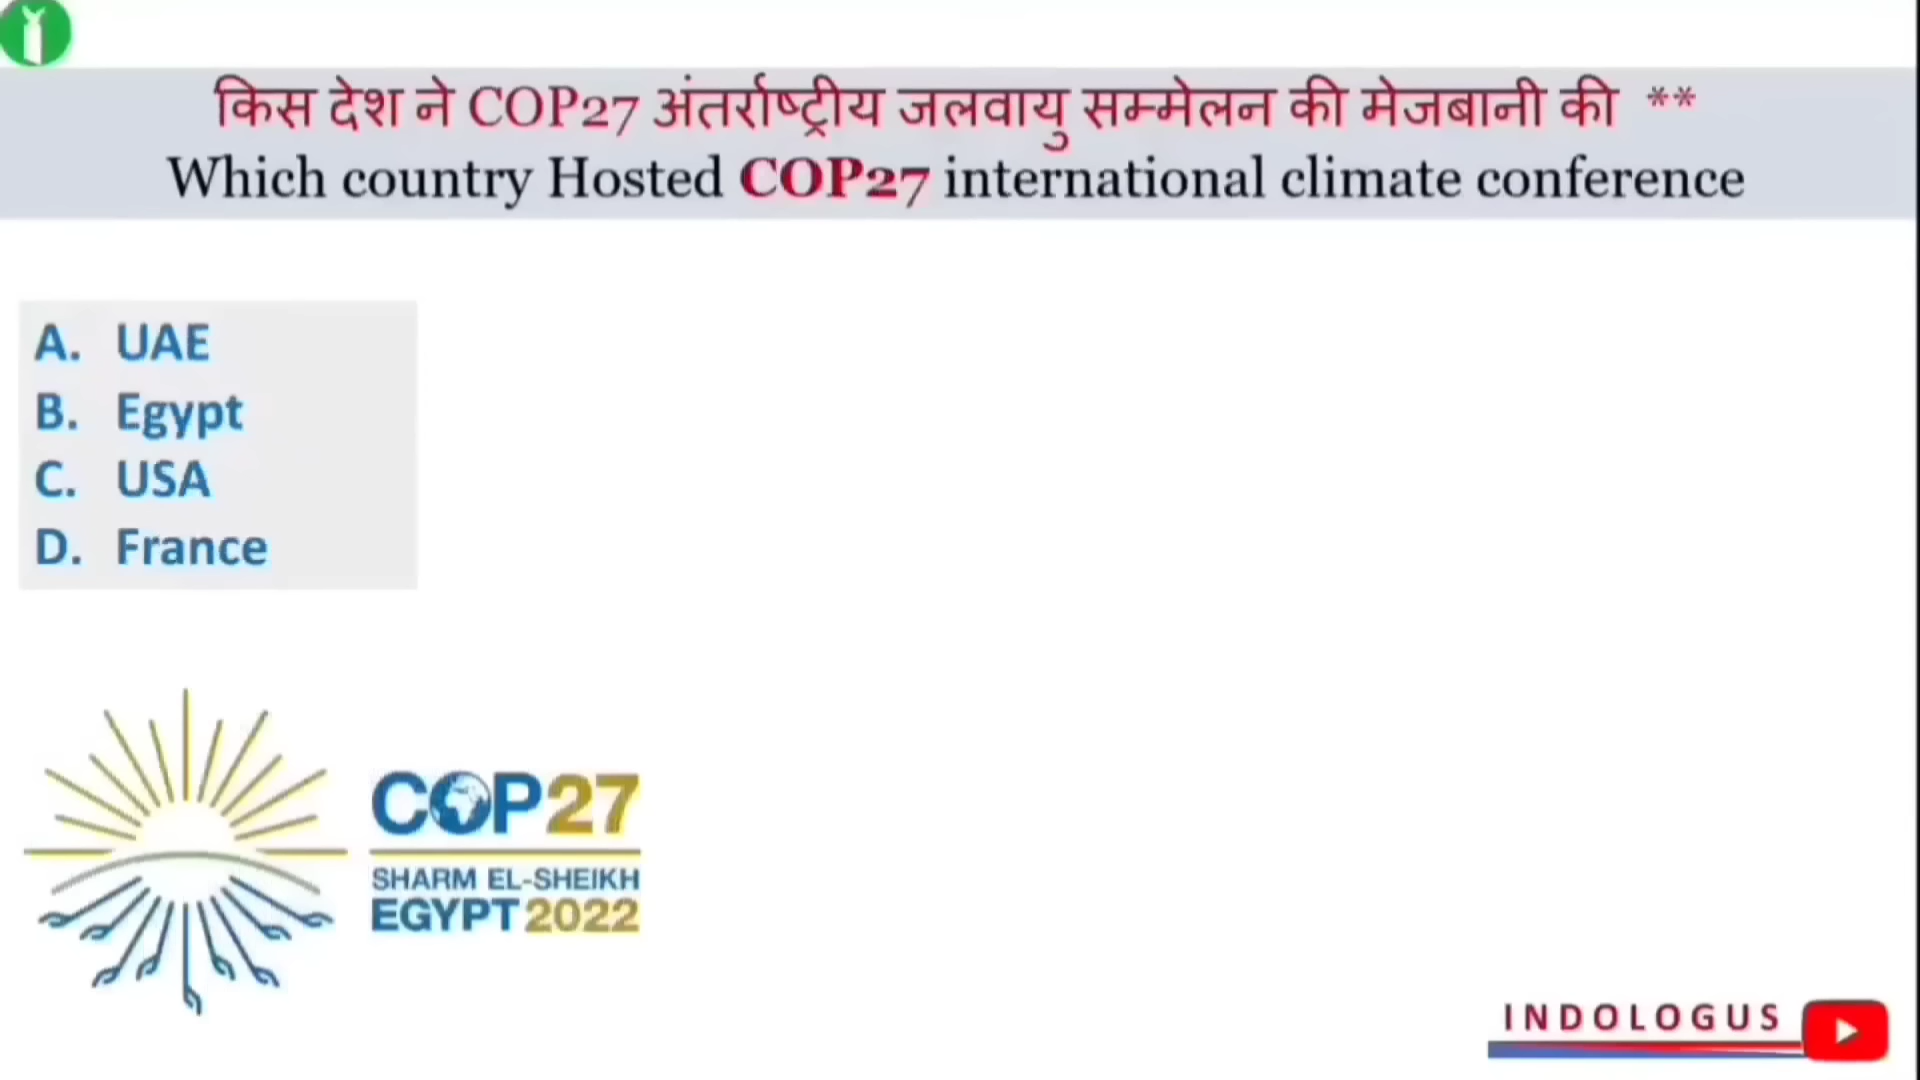 किस देश ने COP27 अंतर्राष्ट्रीय जलवायु सम्मेलन की मेजबानी की **
Which country Hosted COP27 international climate conference
A. UAE
B. Egypt
C. USA
D. France
COP27
SHARM EL-SHEIKH
EGYPT 2022
INDOLOGUS